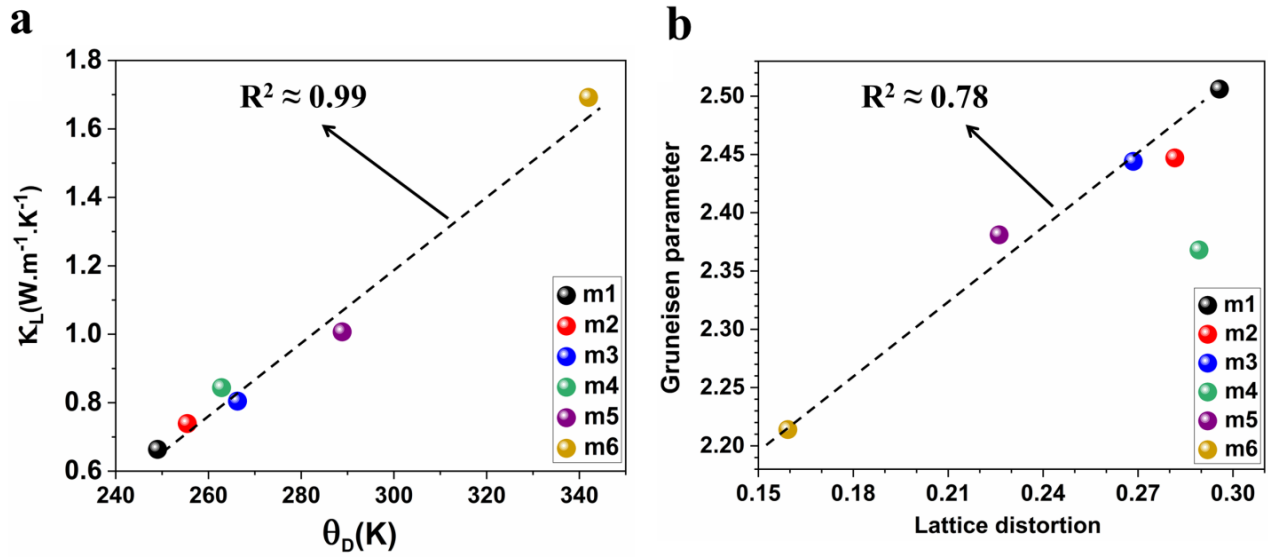 a
R² ≈ 0.99
1.8
1.6
1.4
1.2
1.0
0.8
0.6
κL(W.m⁻¹.K⁻¹)
240
260
280
300
320
340
θD(K)
m1
m2
m3
m4
m5
m6
b
R² ≈ 0.78
2.50
2.45
2.40
2.35
2.30
2.25
2.20
Gruneisen parameter
0.15
0.18
0.21
0.24
0.27
0.30
Lattice distortion
m1
m2
m3
m4
m5
m6